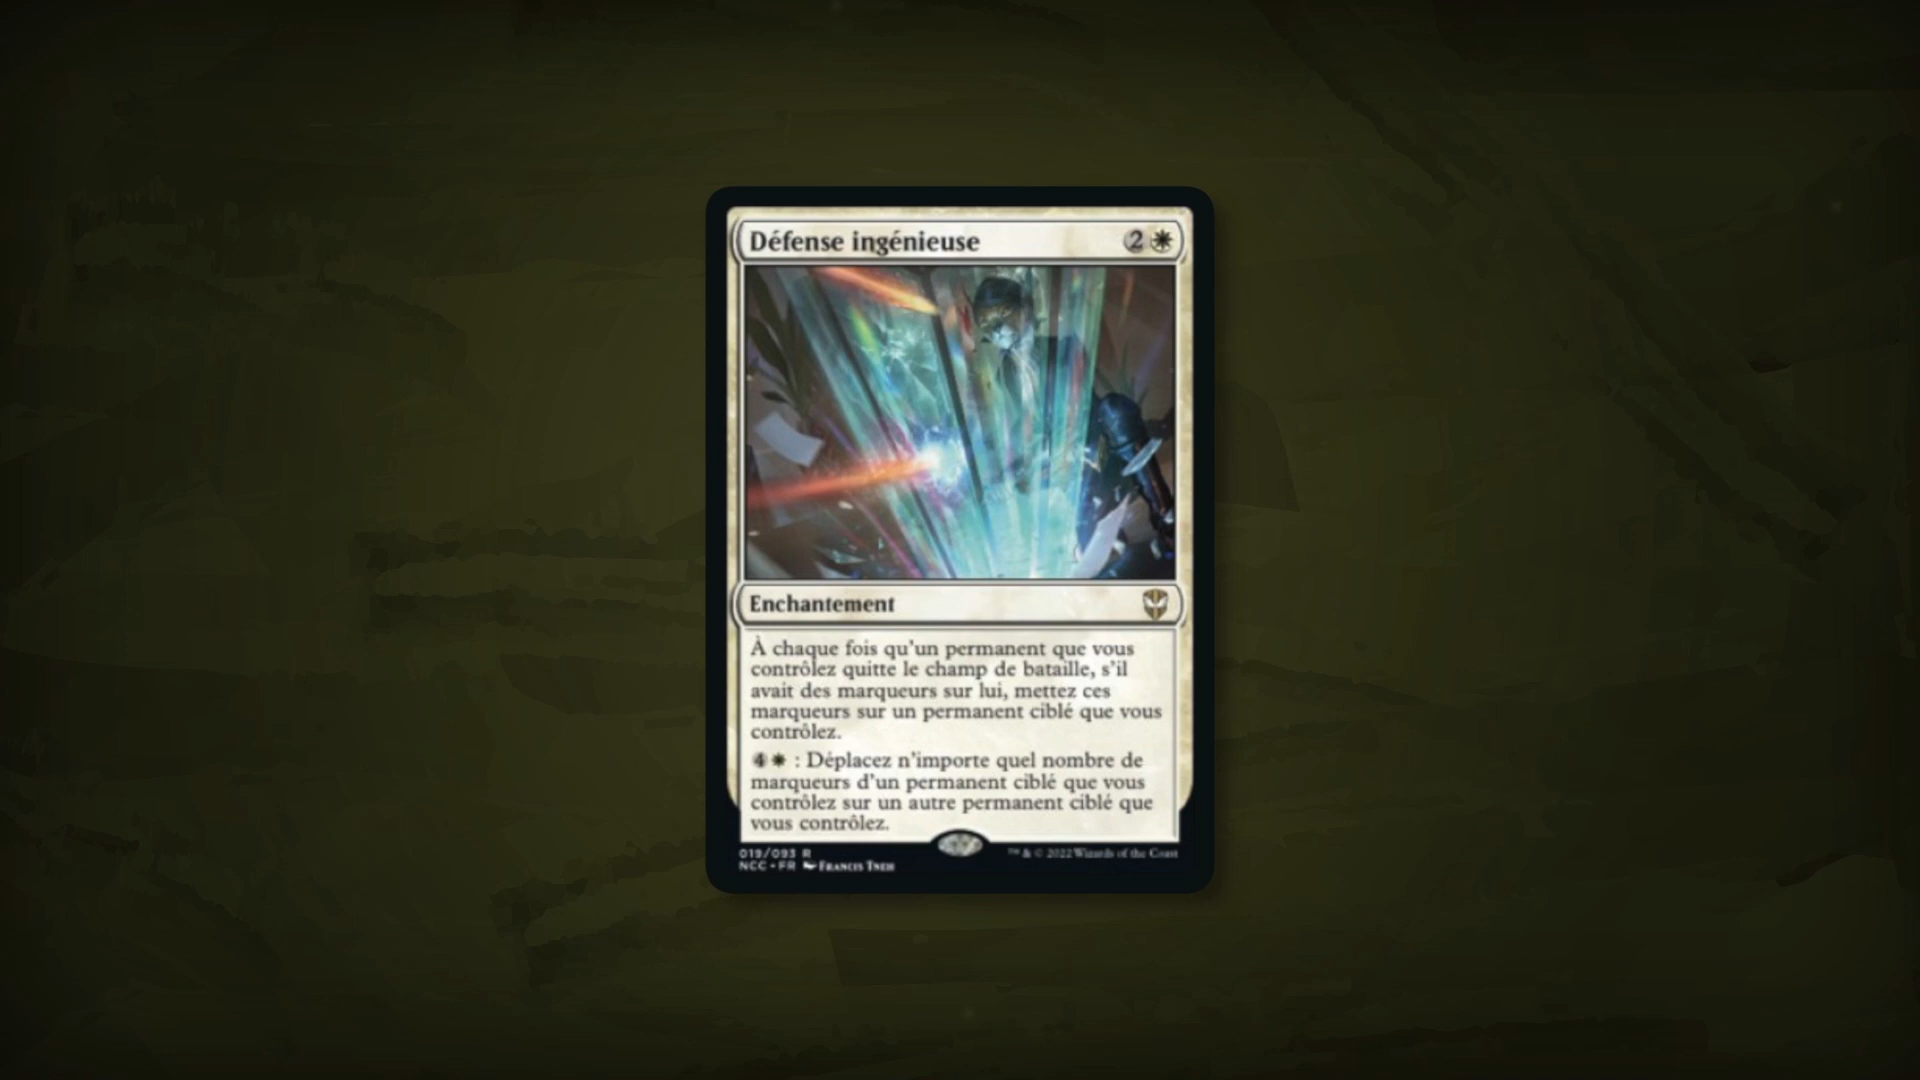 Défense ingénieuse 2
Enchantement
À chaque fois qu'un permanent que vous
contrôlez quitte le champ de bataille, s'il
avait des marqueurs sur lui, mettez ces
marqueurs sur un permanent ciblé que vous
contrôlez.
4 : Déplacez n'importe quel nombre de
marqueurs d'un permanent ciblé que vous
contrôlez sur un autre permanent ciblé que
vous contrôlez.
019/093 R
™ & © 2022 Wizards of the Coast
NCC • FR Francis Tneh